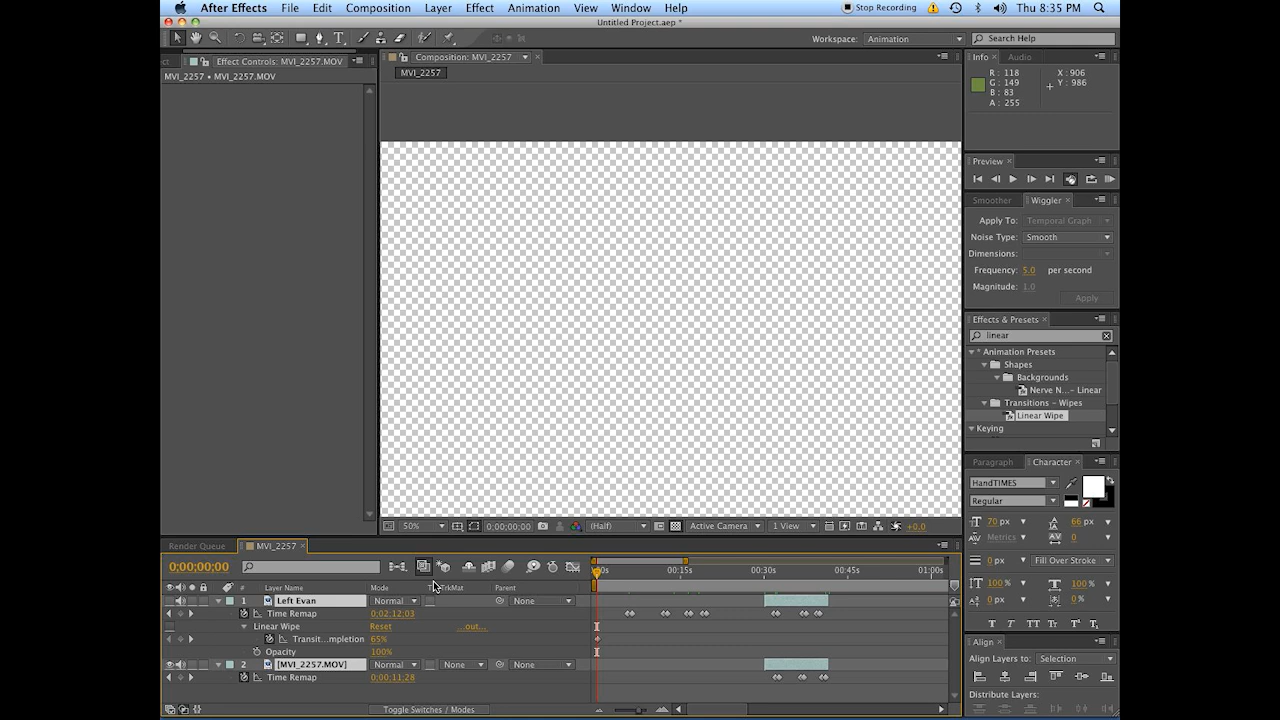 After Effects File Edit Composition Layer Effect Animation View Window Help Stop Recording Thu 8:35 PM
Untitled Project.aep *
Workspace: Animation Search Help
Effect Controls: MVI_2257.MOV
MVI_2257 • MVI_2257.MOV
Composition: MVI_2257
MVI_2257
Info Audio
R: 118 X: 906
G: 149 Y: 986
B: 83
A: 255
Preview
Smoother Wiggler
Apply To: Temporal Graph
Noise Type: Smooth
Dimensions:
Frequency: 5.0 per second
Magnitude: 1.0
Apply
Effects & Presets
linear
* Animation Presets
Shapes
Backgrounds
Nerve N...- Linear
Transitions - Wipes
Linear Wipe
Keying
Paragraph Character
HandTIMES
Regular
70 px 66 px
Metrics 0
0 px Fill Over Stroke
100% 100%
0 px 0%
T T TT Tr T' T,
Align
Align Layers to: Selection
Distribute Layers:
50% 0;00;00;00 (Half) Active Camera 1 View +0.0
Render Queue MVI_2257
0;00;00;00
:00s 00:15s 00:30s 00:45s 01:00s
# Layer Name Mode T TrkMat Parent
1 Left Evan Normal None
Time Remap 0;02;12;03
Linear Wipe Reset ...out...
Transit...mpletion 65%
Opacity 100%
2 [MVI_2257.MOV] Normal None None
Time Remap 0;00;11;28
Toggle Switches / Modes